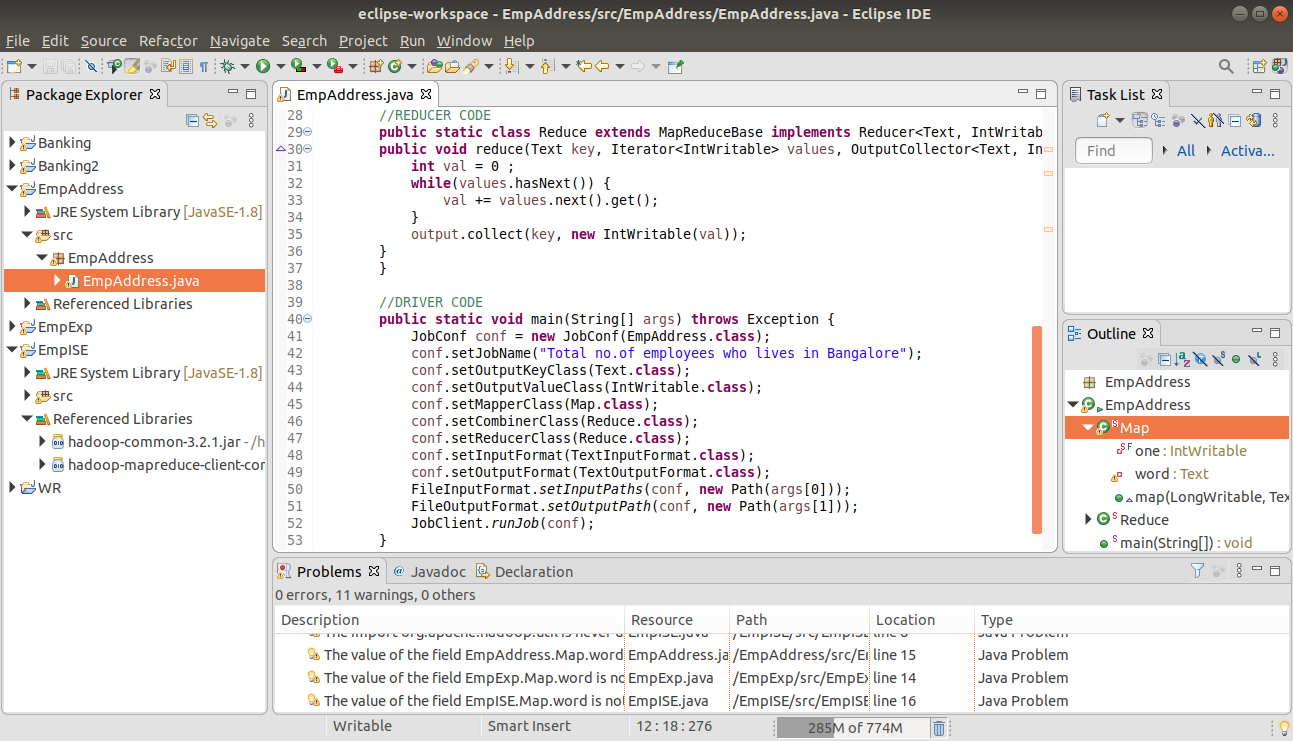 eclipse-workspace - EmpAddress/src/EmpAddress/EmpAddress.java - Eclipse IDE
File Edit Source Refactor Navigate Search Project Run Window Help
Package Explorer
Banking
Banking2
EmpAddress
JRE System Library [JavaSE-1.8]
src
EmpAddress
EmpAddress.java
Referenced Libraries
EmpExp
EmpISE
JRE System Library [JavaSE-1.8]
src
Referenced Libraries
hadoop-common-3.2.1.jar - /h
hadoop-mapreduce-client-cor
WR
EmpAddress.java
28 //REDUCER CODE
29 public static class Reduce extends MapReduceBase implements Reducer<Text, IntWritab
30 public void reduce(Text key, Iterator<IntWritable> values, OutputCollector<Text, In
31 int val = 0 ;
32 while(values.hasNext()) {
33 val += values.next().get();
34 }
35 output.collect(key, new IntWritable(val));
36 }
37 }
38
39 //DRIVER CODE
40 public static void main(String[] args) throws Exception {
41 JobConf conf = new JobConf(EmpAddress.class);
42 conf.setJobName("Total no.of employees who lives in Bangalore");
43 conf.setOutputKeyClass(Text.class);
44 conf.setOutputValueClass(IntWritable.class);
45 conf.setMapperClass(Map.class);
46 conf.setCombinerClass(Reduce.class);
47 conf.setReducerClass(Reduce.class);
48 conf.setInputFormat(TextInputFormat.class);
49 conf.setOutputFormat(TextOutputFormat.class);
50 FileInputFormat.setInputPaths(conf, new Path(args[0]));
51 FileOutputFormat.setOutputPath(conf, new Path(args[1]));
52 JobClient.runJob(conf);
53 }
Task List
Find All Activa...
Outline
EmpAddress
EmpAddress
Map
one : IntWritable
word : Text
map(LongWritable, Tex
Reduce
main(String[]) : void
Problems Javadoc Declaration
0 errors, 11 warnings, 0 others
Description Resource Path Location Type
The import org.apache.hadoop.util is never u EmpISE.java /EmpISE/src/EmpISE line 8 Java Problem
The value of the field EmpAddress.Map.word EmpAddress.ja /EmpAddress/src/E line 15 Java Problem
The value of the field EmpExp.Map.word is no EmpExp.java /EmpExp/src/EmpEx line 14 Java Problem
The value of the field EmpISE.Map.word is not EmpISE.java /EmpISE/src/EmpISE line 16 Java Problem
Writable Smart Insert 12 : 18 : 276 285M of 774M